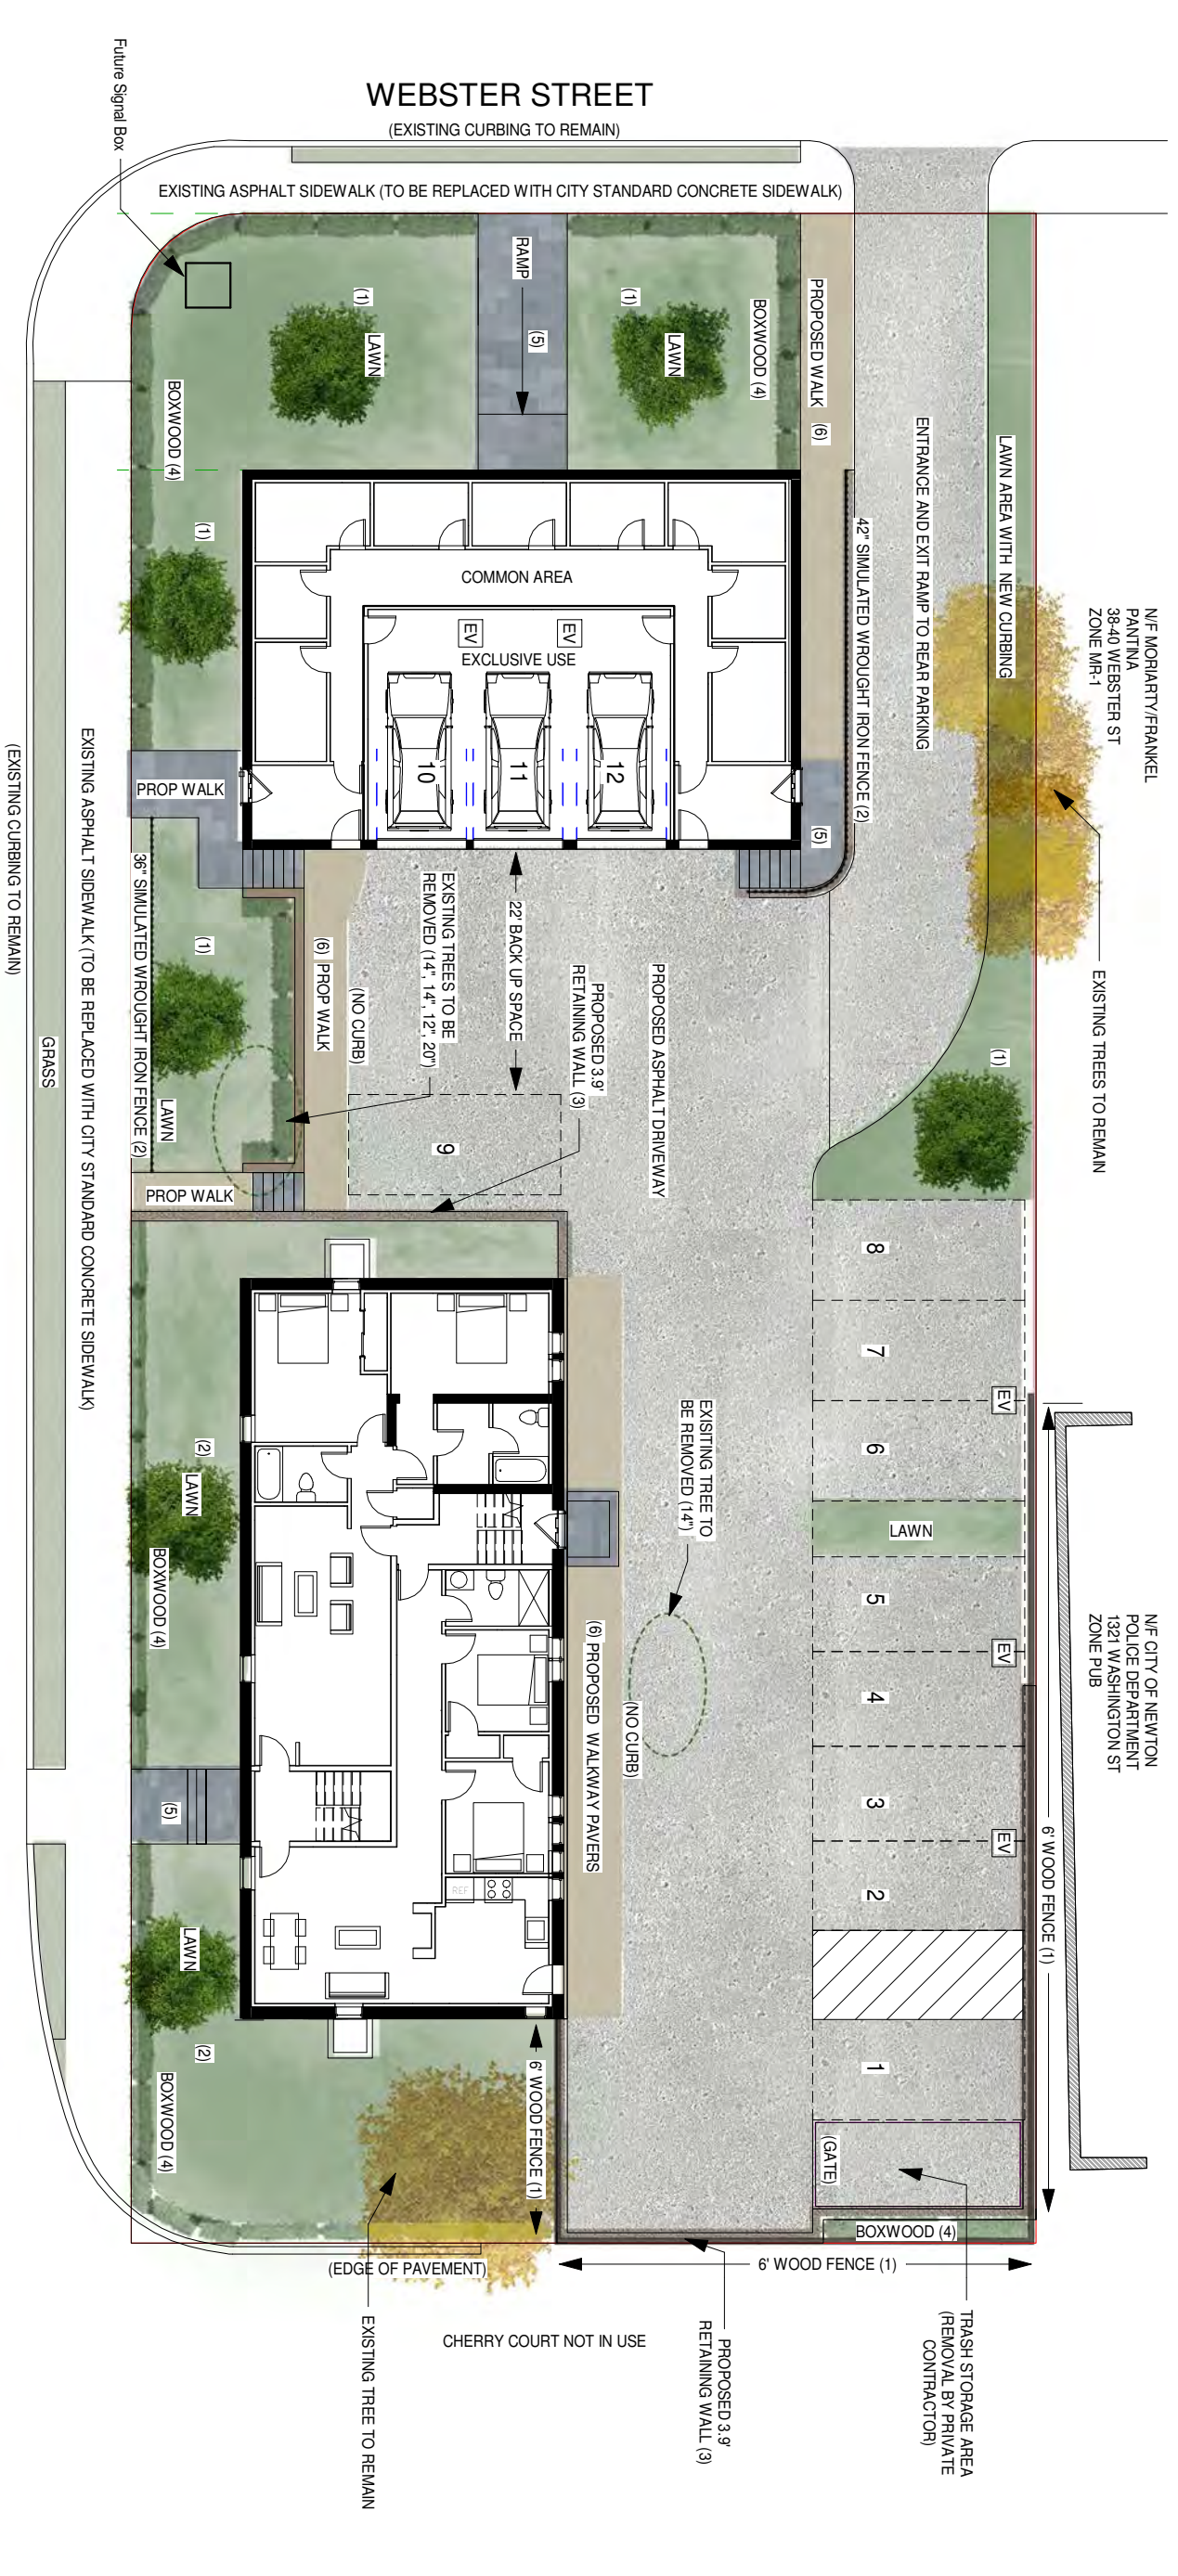 WEBSTER STREET
(EXISTING CURBING TO REMAIN)
Future Signal Box
EXISTING ASPHALT SIDEWALK (TO BE REPLACED WITH CITY STANDARD CONCRETE SIDEWALK)
RAMP
(5)
(1)
LAWN
(1)
LAWN
BOXWOOD (4)
PROPOSED WALK (6)
BOXWOOD (4)
(1)
ENTRANCE AND EXIT RAMP TO REAR PARKING
LAWN AREA WITH NEW CURBING
42" SIMULATED WROUGHT IRON FENCE (2)
N/F MORIARTY/FRANKEL
PANTINA
38-40 WEBSTER ST
ZONE MR-1
COMMON AREA
EV
EV
EXCLUSIVE USE
10
11
12
PROP WALK
(5)
EXISTING TREES TO REMAIN
36" SIMULATED WROUGHT IRON FENCE (2)
(1)
(6) PROP WALK
(NO CURB)
EXISTING TREES TO BE
REMOVED (14", 14", 12", 20")
22' BACK UP SPACE
PROPOSED 3.9'
RETAINING WALL (3)
PROPOSED ASPHALT DRIVEWAY
(1)
LAWN
9
PROP WALK
EXISTING ASPHALT SIDEWALK (TO BE REPLACED WITH CITY STANDARD CONCRETE SIDEWALK)
GRASS
(EXISTING CURBING TO REMAIN)
8
7
EV
6
LAWN
5
EV
4
3
EV
2
1
EXISITING TREE TO
BE REMOVED (14")
(NO CURB)
(6) PROPOSED WALKWAY PAVERS
(2)
LAWN
BOXWOOD (4)
(5)
REF
LAWN
(2)
BOXWOOD (4)
N/F CITY OF NEWTON
POLICE DEPARTMENT
1321 WASHINGTON ST
ZONE PUB
6' WOOD FENCE (1)
6' WOOD FENCE (1)
(GATE)
BOXWOOD (4)
(EDGE OF PAVEMENT)
6' WOOD FENCE (1)
EXISTING TREE TO REMAIN
CHERRY COURT NOT IN USE
PROPOSED 3.9'
RETAINING WALL (3)
TRASH STORAGE AREA
(REMOVAL BY PRIVATE
CONTRACTOR)